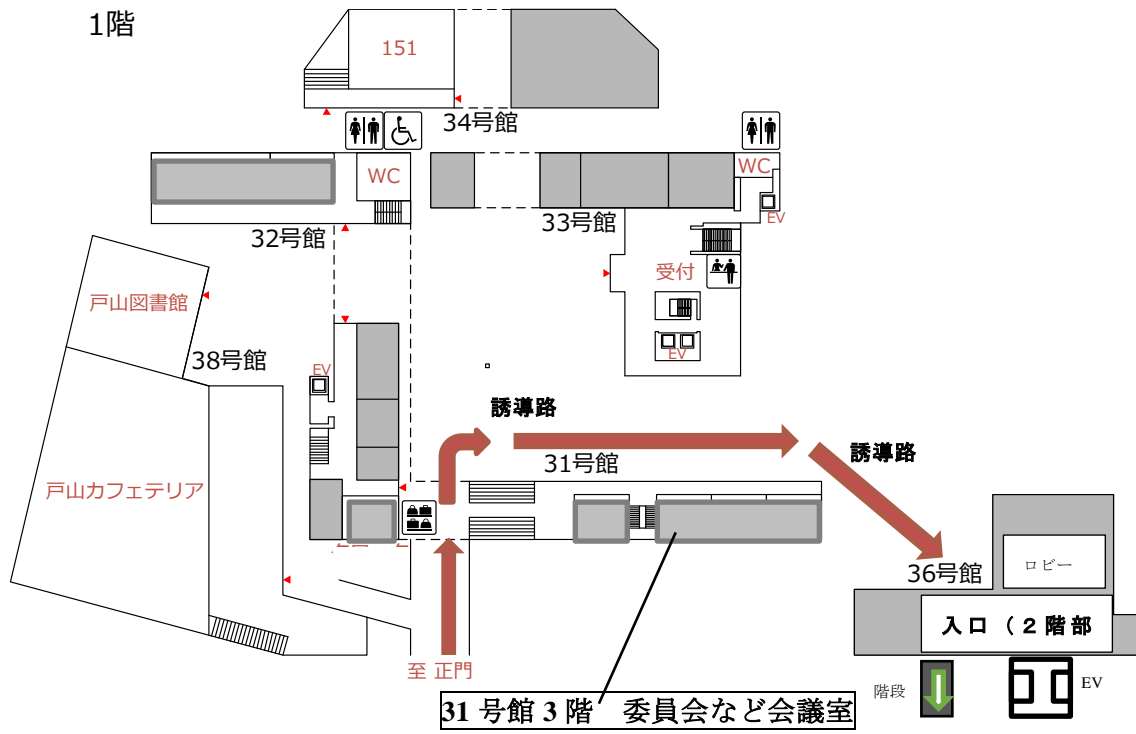 1階
151
34号館
WC
WC
EV
32号館
33号館
受付
戸山図書館
EV
38号館
EV
誘導路
誘導路
31号館
戸山カフェテリア
36号館
ロビー
入口（２階部
至 正門
階段
EV
31 号館 3 階　委員会など会議室